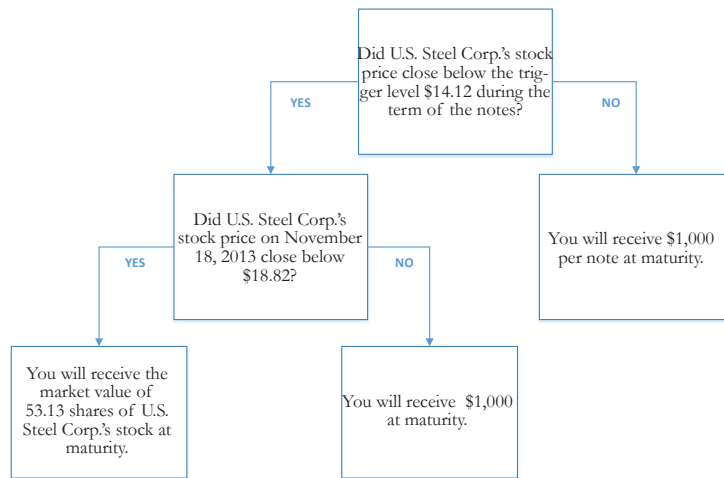 Did U.S. Steel Corp.'s stock
price close below the trig-
ger level $14.12 during the
term of the notes?
YES
NO
Did U.S. Steel Corp.'s
stock price on November
18, 2013 close below
$18.82?
You will receive $1,000
per note at maturity.
YES
NO
You will receive the
market value of
53.13 shares of U.S.
Steel Corp.'s stock at
maturity.
You will receive $1,000
at maturity.